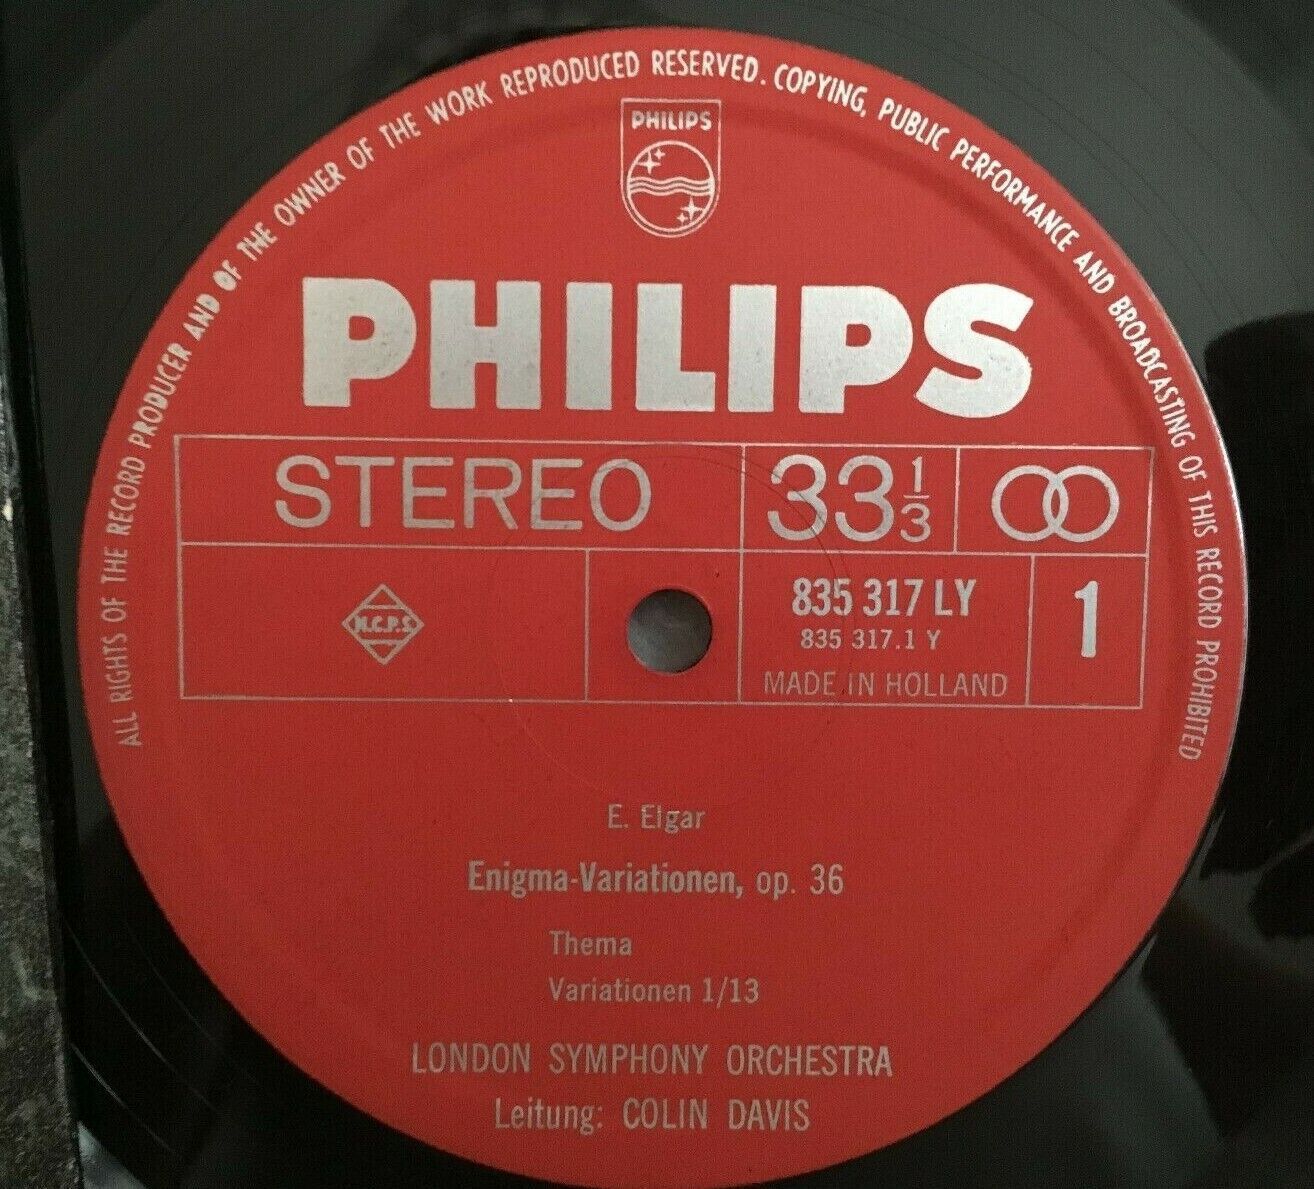 ALL RIGHTS OF THE RECORD PRODUCER AND OF THE OWNER OF THE WORK REPRODUCED RESERVED. COPYING, PUBLIC PERFORMANCE AND BROADCASTING OF THIS RECORD PROHIBITED
PHILIPS
PHILIPS
STEREO 33 1/3
M.C.P.S.
835 317 LY
835 317.1 Y
1
MADE IN HOLLAND
E. Elgar
Enigma-Variationen, op. 36
Thema
Variationen 1/13
LONDON SYMPHONY ORCHESTRA
Leitung: COLIN DAVIS